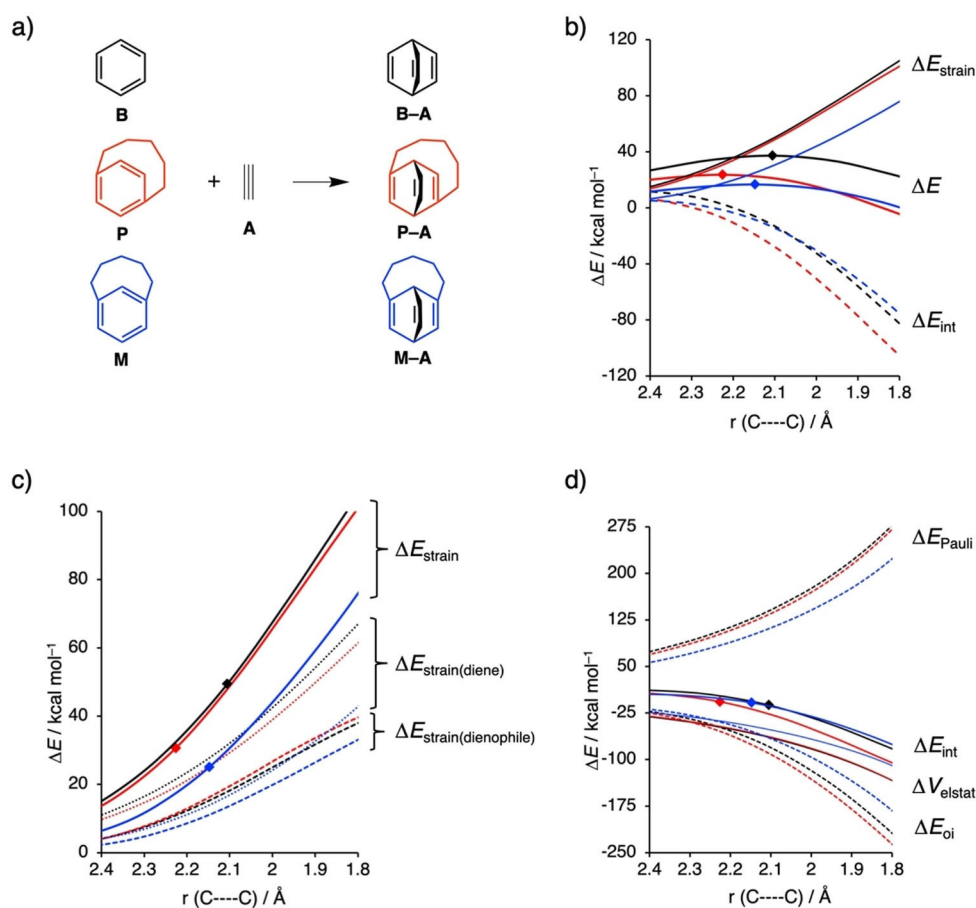 a)
B
B–A
P
+
A
P–A
M
M–A
b)
120
80
40
0
-40
-80
-120
ΔE / kcal mol⁻¹
2.4 2.3 2.2 2.1 2 1.9 1.8
r (C----C) / Å
ΔEstrain
ΔE
ΔEint
c)
100
80
60
40
20
0
ΔE / kcal mol⁻¹
2.4 2.3 2.2 2.1 2 1.9 1.8
r (C----C) / Å
ΔEstrain
ΔEstrain(diene)
ΔEstrain(dienophile)
d)
275
200
125
50
-25
-100
-175
-250
ΔE / kcal mol⁻¹
2.4 2.3 2.2 2.1 2 1.9 1.8
r (C----C) / Å
ΔEPauli
ΔEint
ΔVelstat
ΔEoi